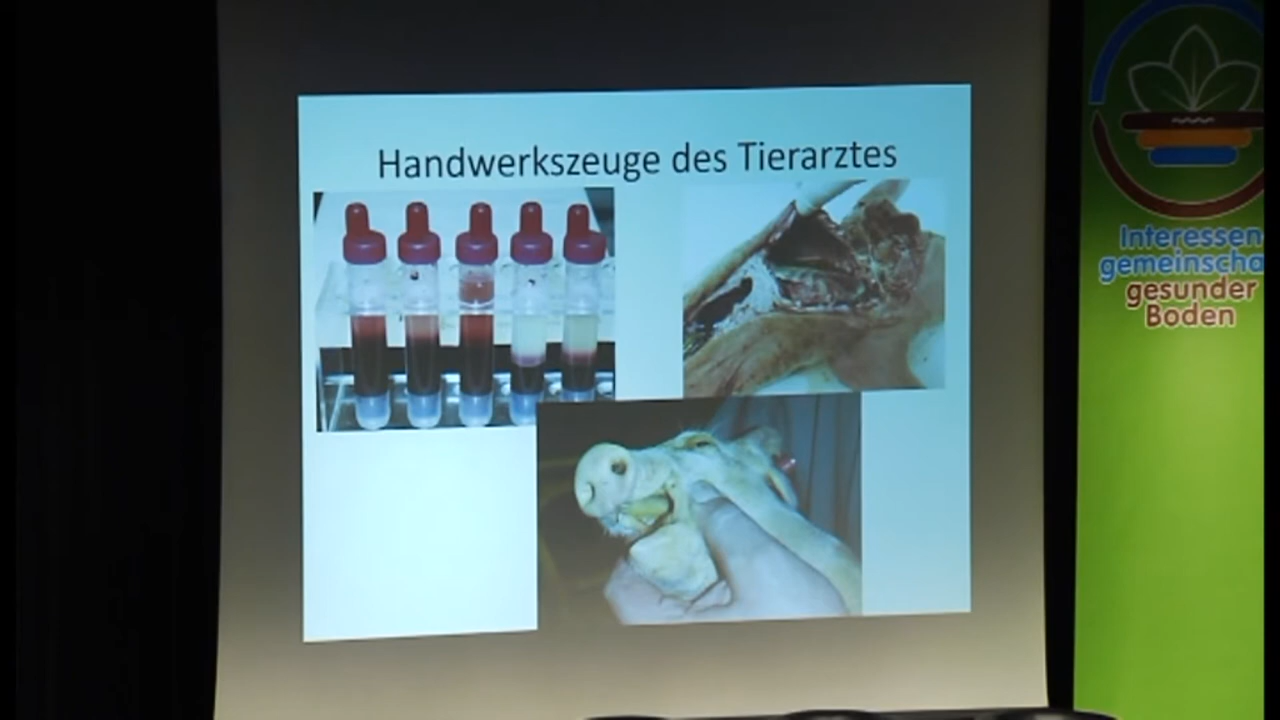 Handwerkszeuge des Tierarztes
Interessen
gemeinscha
gesunder
Boden